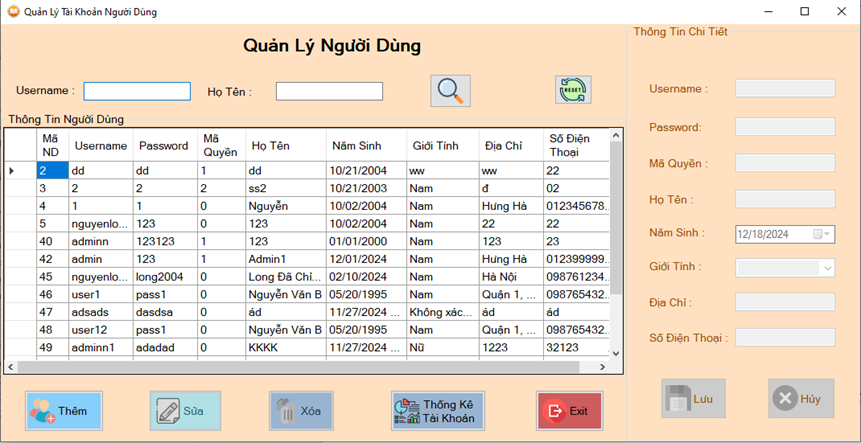 Quản Lý Tài Khoản Người Dùng
Quản Lý Người Dùng
Username :
Họ Tên :
RESET
Thông Tin Người Dùng
Mã ND Username Password Mã Quyền Họ Tên Năm Sinh Giới Tính Địa Chỉ Số Điện Thoại
2 dd dd 1 dd 10/21/2004 ww ww 22
3 2 2 2 ss2 10/21/2003 Nam đ 02
4 1 1 0 Nguyễn 10/02/2004 Nam Hưng Hà 012345678...
5 nguyenlo... 123 0 123 10/02/2004 Nam 22 22
40 adminn 123123 1 123 01/01/2000 Nam 123 23
42 admin 123 1 Admin1 12/01/2024 Nam Hưng Hà 012399999...
45 nguyenlo... long2004 0 Long Đã Chỉ... 02/10/2024 Nam Hà Nội 098761234...
46 user1 pass1 0 Nguyễn Văn B 05/20/1995 Nam Quận 1, ... 098765432...
47 adsads dasdsa 0 ád 11/27/2024 ... Không xác... ád ád
48 user12 pass1 0 Nguyễn Văn B 05/20/1995 Nam Quận 1, ... 098765432...
49 adminn1 adadad 0 KKKK 11/27/2024 ... Nữ 1223 32123
Thêm
Sửa
Xóa
Thống Kê
Tài Khoản
Exit
Thông Tin Chi Tiết
Username :
Password:
Mã Quyền :
Họ Tên :
Năm Sinh : 12/18/2024
Giới Tính :
Địa Chỉ :
Số Điện Thoại :
Lưu
Hủy